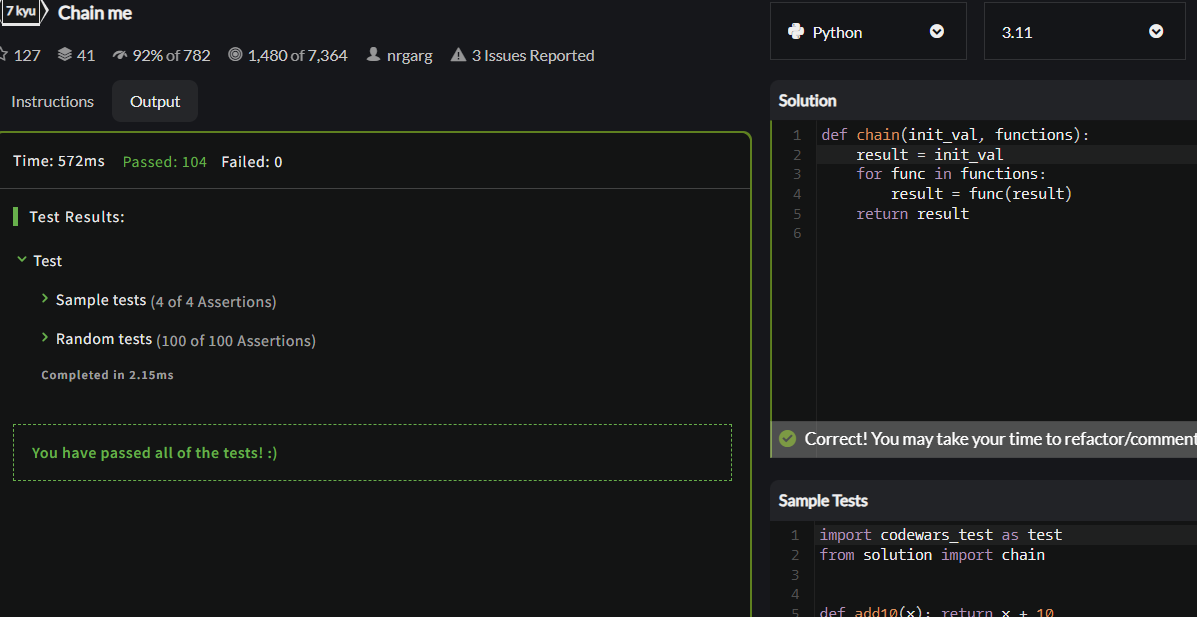 7 kyu Chain me
127 41 92% of 782 1,480 of 7,364 nrgarg 3 Issues Reported
Instructions Output
Time: 572ms Passed: 104 Failed: 0
Test Results:
Test
Sample tests (4 of 4 Assertions)
Random tests (100 of 100 Assertions)
Completed in 2.15ms
You have passed all of the tests! :)
Python 3.11
Solution
1 def chain(init_val, functions):
2     result = init_val
3     for func in functions:
4         result = func(result)
5     return result
6
Correct! You may take your time to refactor/comment
Sample Tests
1 import codewars_test as test
2 from solution import chain
3
4
5 def add10(x): return x + 10